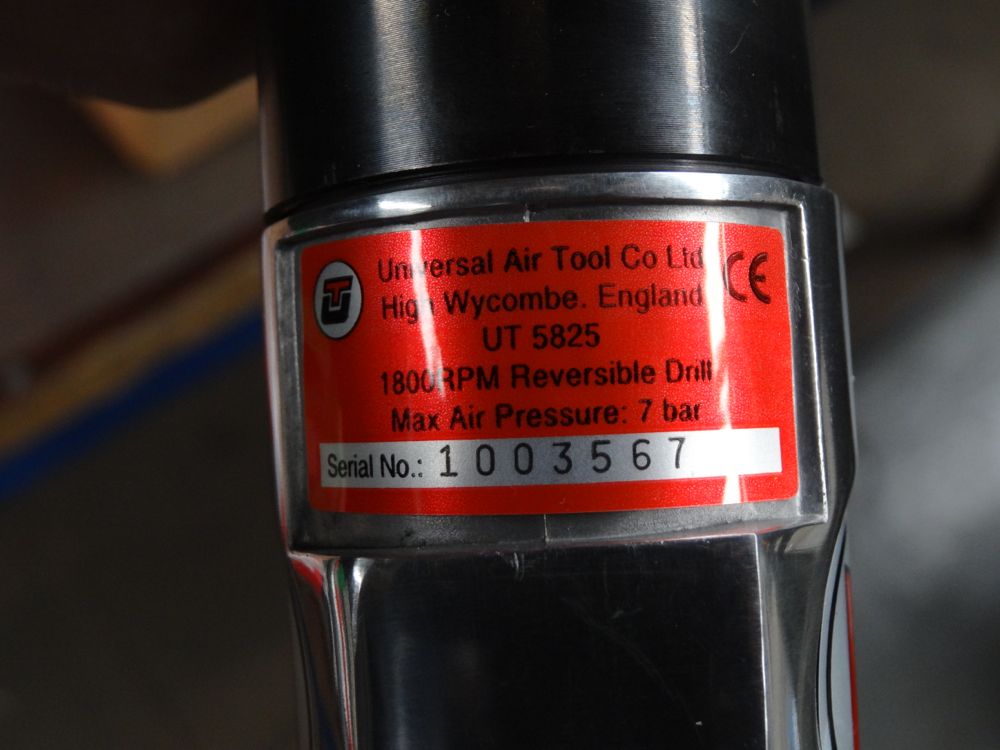 Universal Air Tool Co Ltd
High Wycombe. England
CE
UT 5825
1800RPM Reversible Drill
Max Air Pressure: 7 bar
Serial No.: 1003567